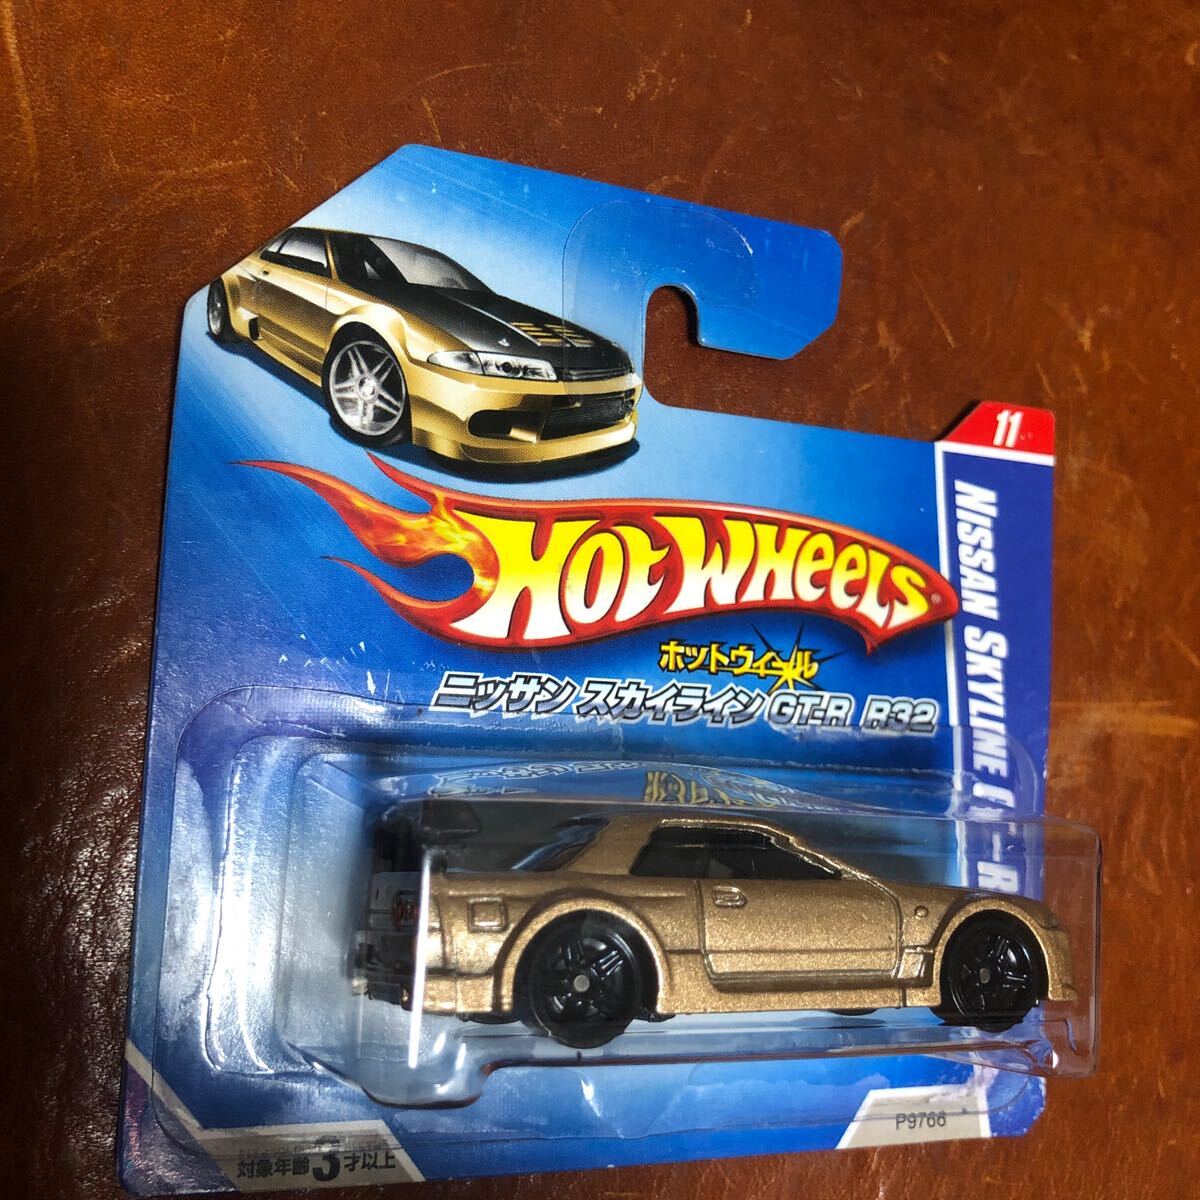 11
NISSAN SKYLINE GT-R
HOT WHEELS®
ホットウィール
ニッサン スカイライン GT-R R32
P9766
対象年齢3才以上